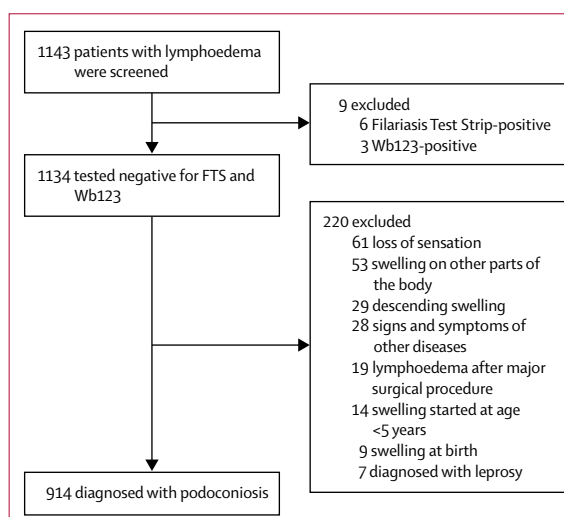 1143 patients with lymphoedema
were screened
9 excluded
6 Filariasis Test Strip-positive
3 Wb123-positive
1134 tested negative for FTS and
Wb123
220 excluded
61 loss of sensation
53 swelling on other parts of
the body
29 descending swelling
28 signs and symptoms of
other diseases
19 lymphoedema after major
surgical procedure
14 swelling started at age
<5 years
9 swelling at birth
7 diagnosed with leprosy
914 diagnosed with podoconiosis